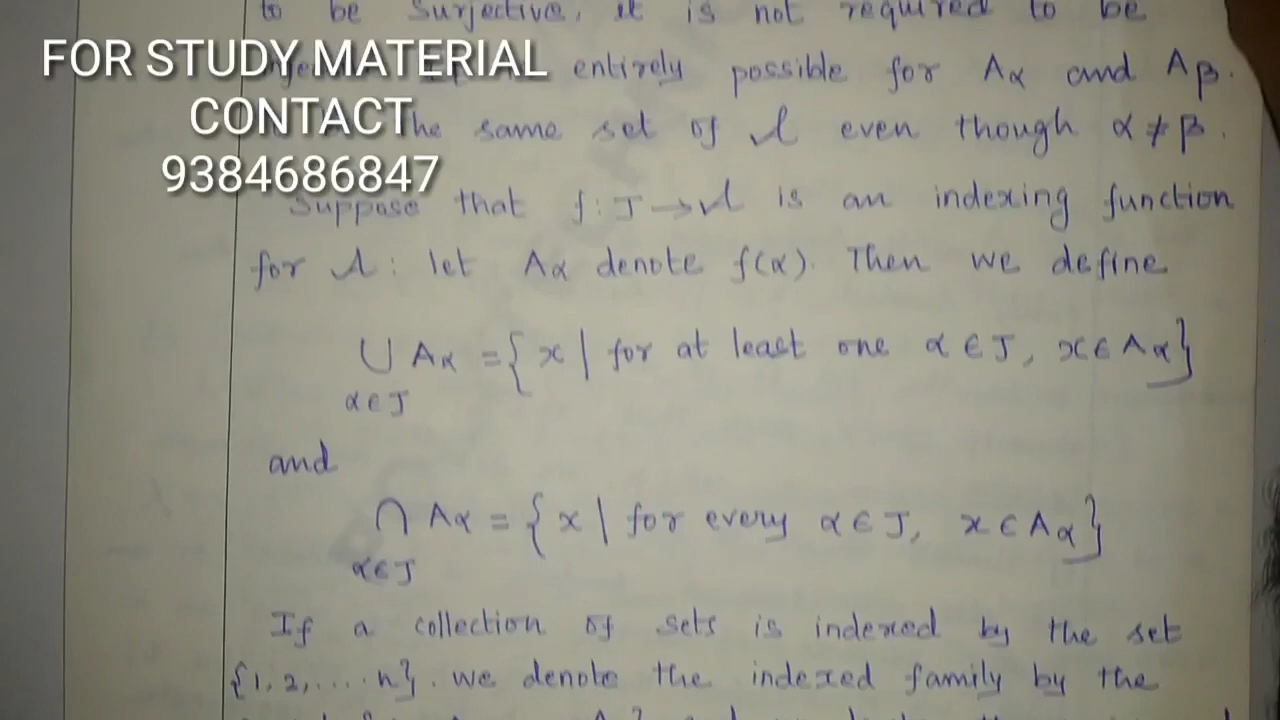 to be surjective, it is not required to be
FOR STUDY MATERIAL
entirely possible for Aα and Aβ.
CONTACT
the same set of 𝒜 even though α ≠ β.
9384686847
Suppose that f: J → 𝒜 is an indexing function
for 𝒜: let Aα denote f(α). Then we define
∪ Aα = { x | for at least one α ∈ J, x ∈ Aα }
α∈J
and
∩ Aα = { x | for every α ∈ J, x ∈ Aα }
α∈J
If a collection of sets is indexed by the set
{1, 2, .... n}. we denote the indexed family by the